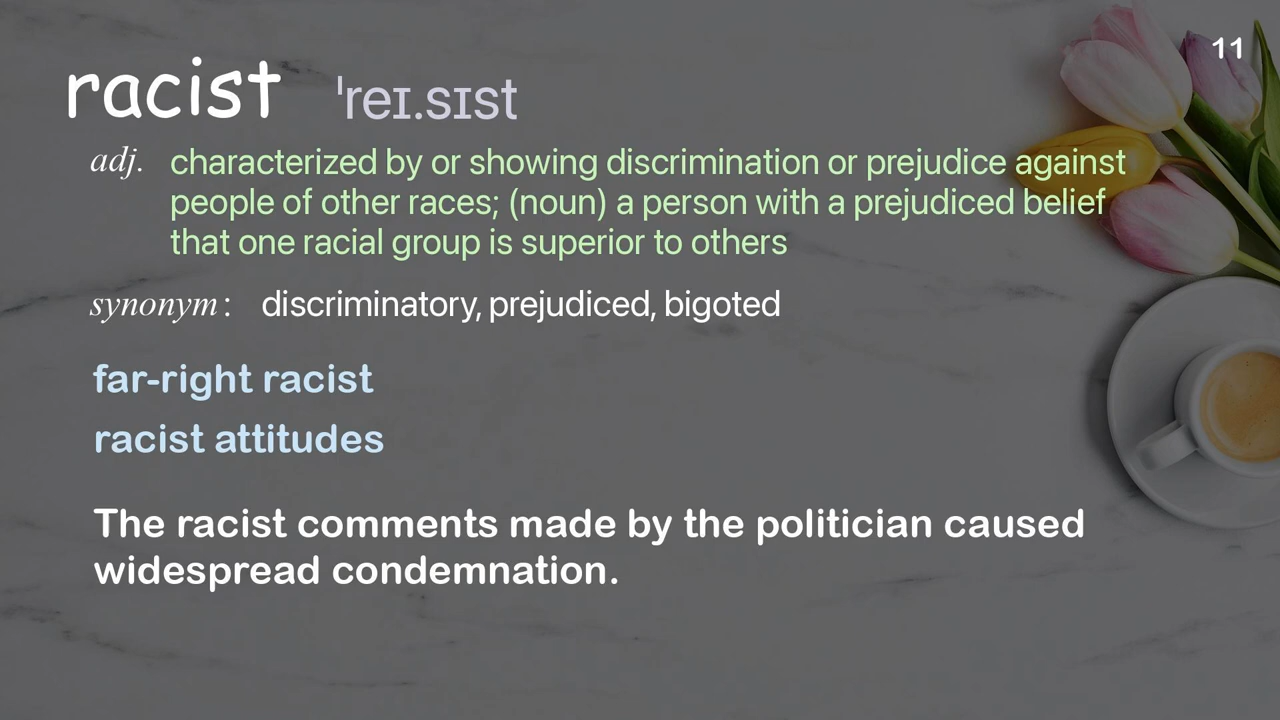 11
racist ˈreɪ.sɪst
adj. characterized by or showing discrimination or prejudice against
people of other races; (noun) a person with a prejudiced belief
that one racial group is superior to others
synonym: discriminatory, prejudiced, bigoted
far-right racist
racist attitudes
The racist comments made by the politician caused
widespread condemnation.